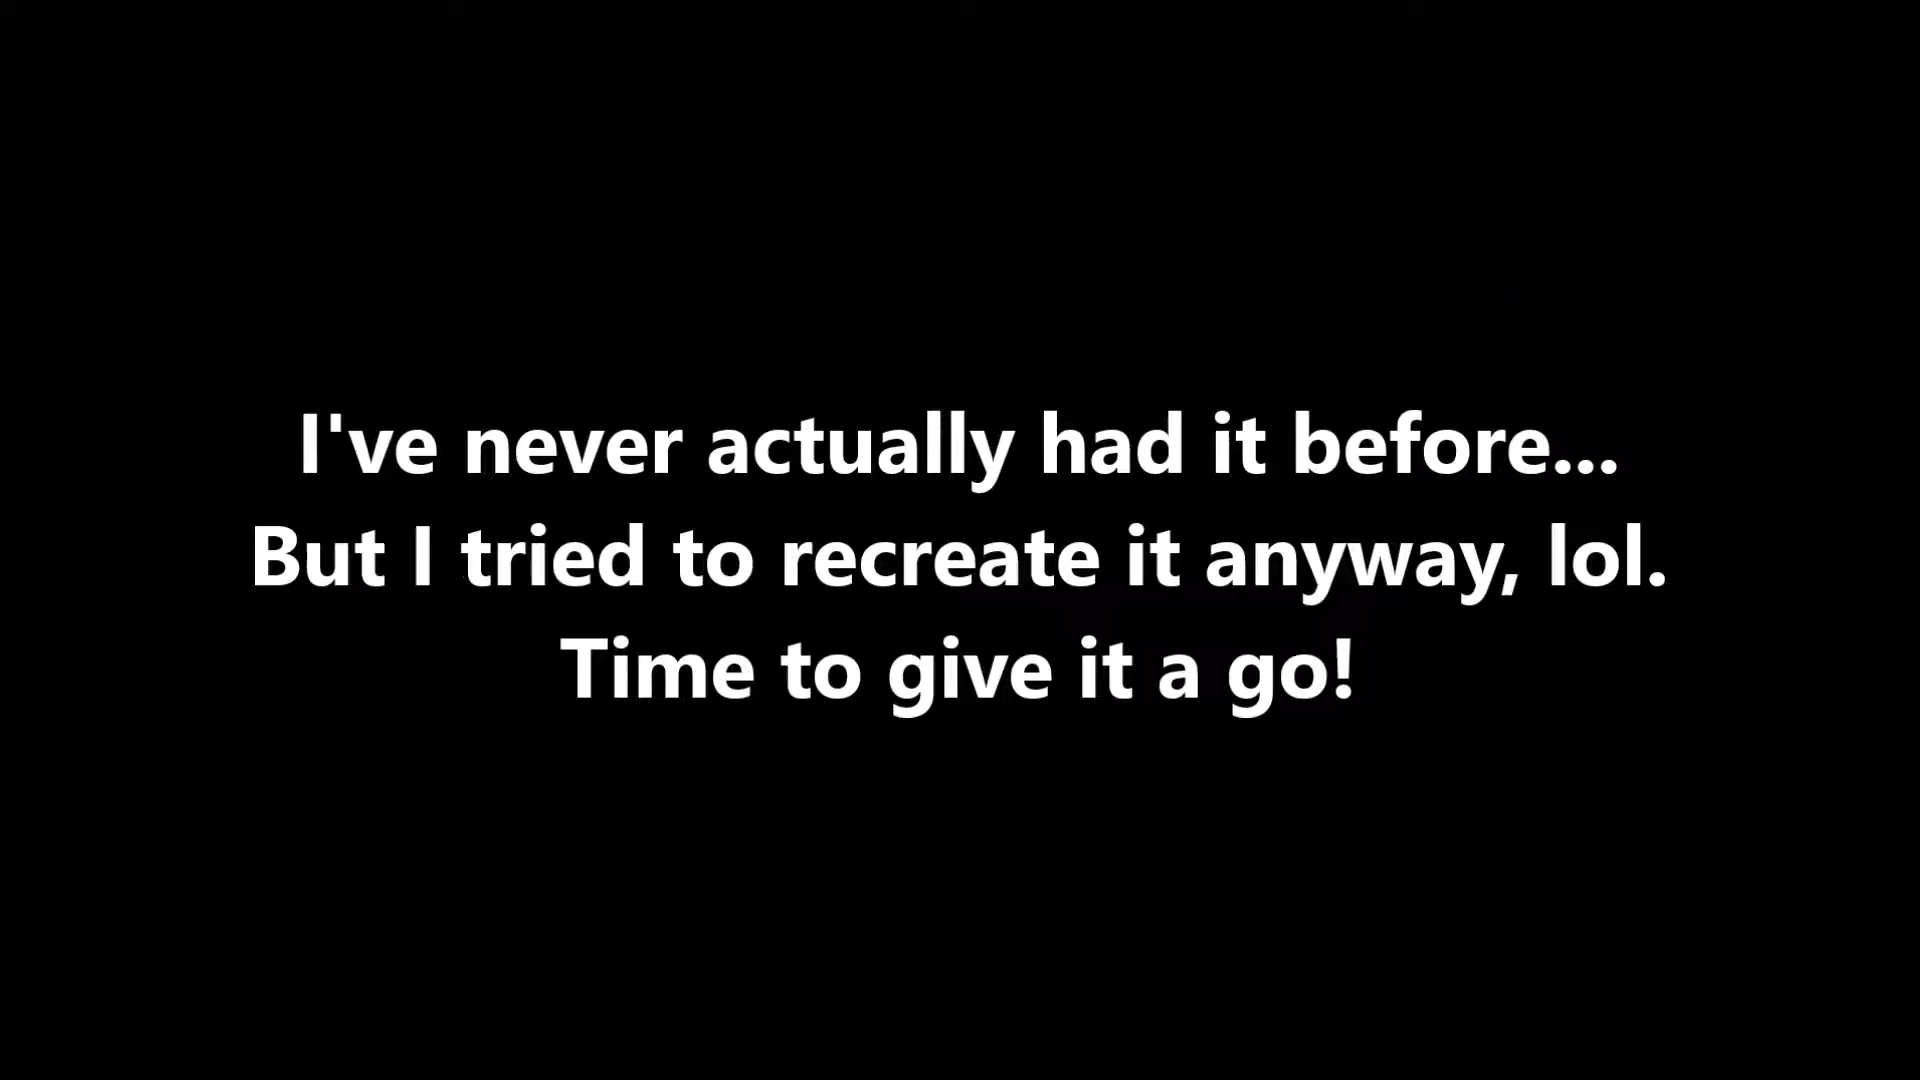 I've never actually had it before...
But I tried to recreate it anyway, lol.
Time to give it a go!